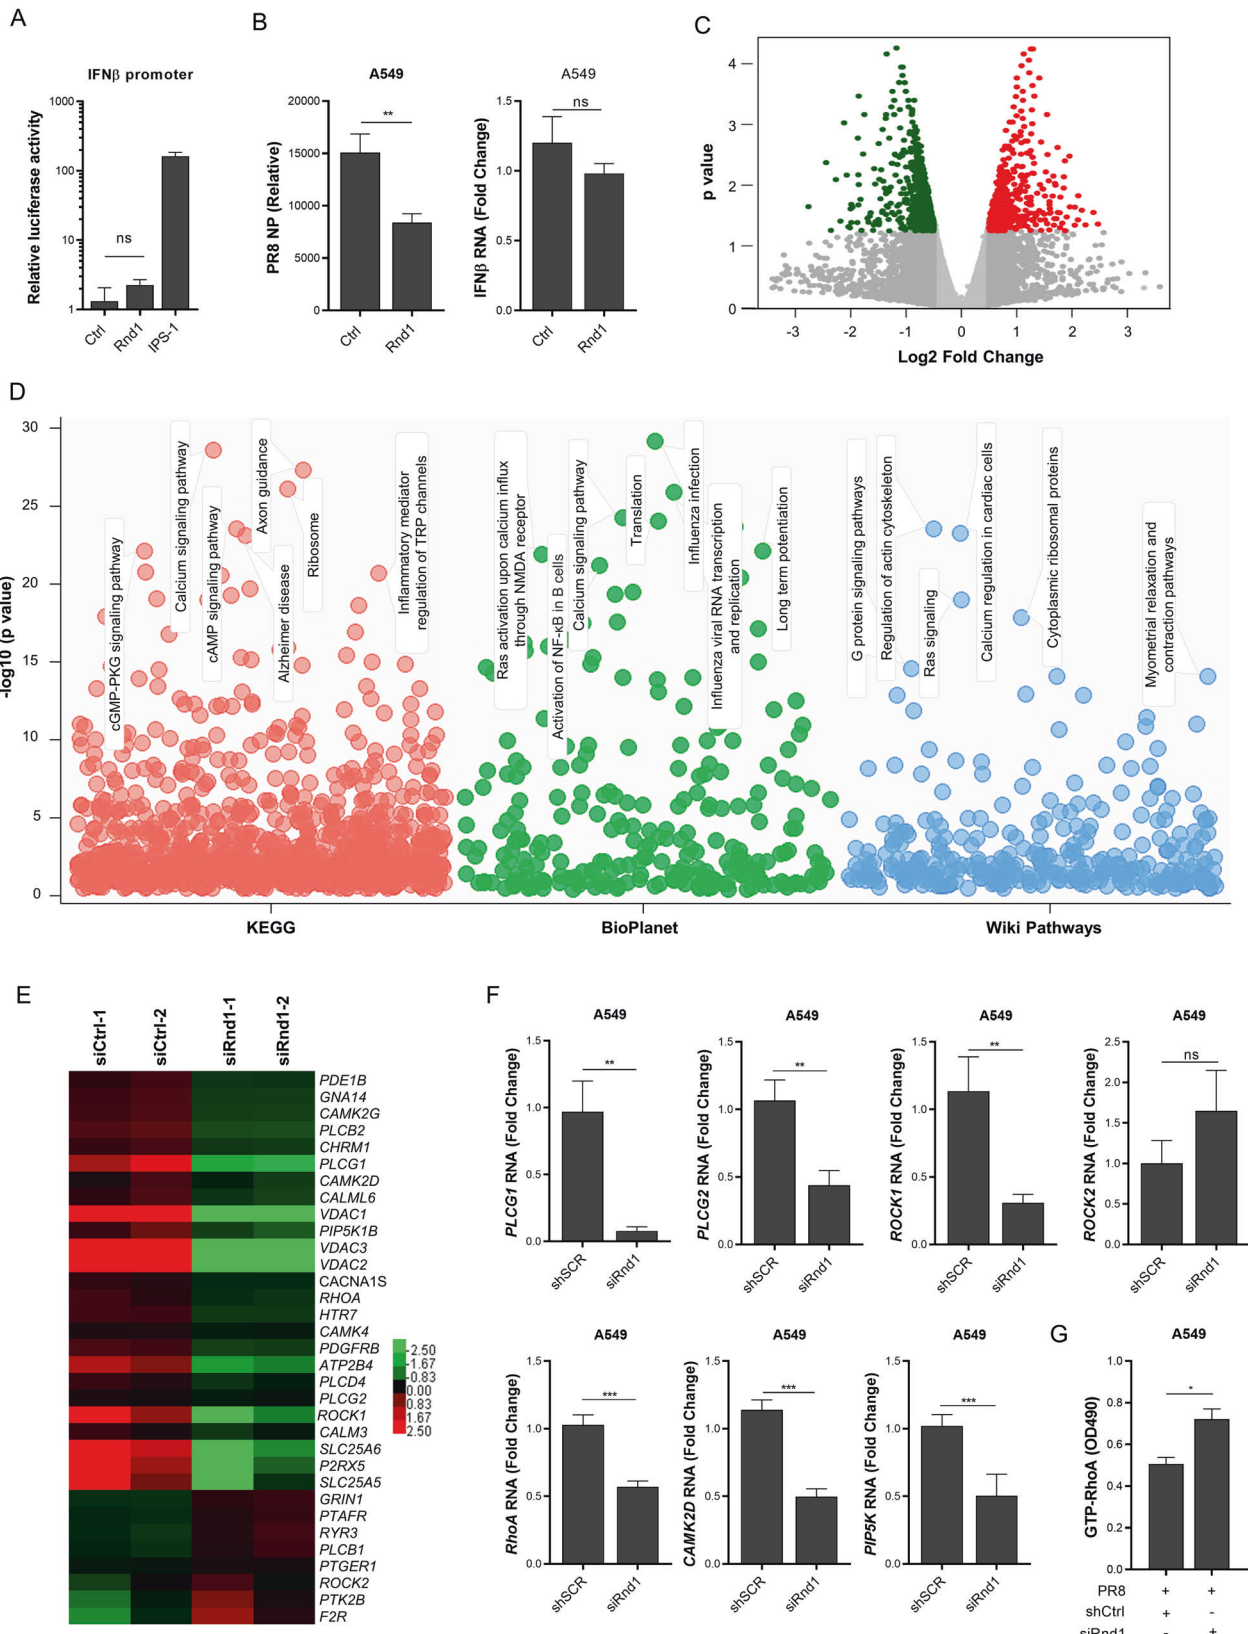 A
IFNβ promoter
Relative luciferase activity
1000
100
10
1
ns
Ctrl
Rnd1
IPS-1
B
A549
PR8 NP (Relative)
20000
15000
10000
5000
0
**
Ctrl
Rnd1
A549
IFNβ RNA (Fold Change)
1.5
1.0
0.5
0.0
ns
Ctrl
Rnd1
C
p value
4
3
2
1
0
-3
-2
-1
0
1
2
3
Log2 Fold Change
D
-log10 (p value)
30
25
20
15
10
5
0
cGMP-PKG signaling pathway
Calcium signaling pathway
cAMP signaling pathway
Axon guidance
Alzheimer disease
Ribosome
Inflammatory mediator
regulation of TRP channels
Ras activation upon calcium influx
through NMDA receptor
Activation of NF-kB in B cells
Calcium signaling pathway
Translation
Influenza infection
Influenza viral RNA transcription
and replication
Long term potentiation
G protein signaling pathways
Regulation of actin cytoskeleton
Ras signaling
Calcium regulation in cardiac cells
Cytoplasmic ribosomal proteins
Myometrial relaxation and
contraction pathways
KEGG
BioPlanet
Wiki Pathways
E
siCtrl-1
siCtrl-2
siRnd1-1
siRnd1-2
PDE1B
GNA14
CAMK2G
PLCB2
CHRM1
PLCG1
CAMK2D
CALML6
VDAC1
PIP5K1B
VDAC3
VDAC2
CACNA1S
RHOA
HTR7
CAMK4
PDGFRB
ATP2B4
PLCD4
PLCG2
ROCK1
CALM3
SLC25A6
P2RX5
SLC25A5
GRIN1
PTAFR
RYR3
PLCB1
PTGER1
ROCK2
PTK2B
F2R
-2.50
-1.67
-0.83
0.00
0.83
1.67
2.50
F
A549
PLCG1 RNA (Fold Change)
1.5
1.0
0.5
0.0
**
shSCR
siRnd1
A549
PLCG2 RNA (Fold Change)
1.5
1.0
0.5
0.0
**
shSCR
siRnd1
A549
ROCK1 RNA (Fold Change)
1.5
1.0
0.5
0.0
**
shSCR
siRnd1
A549
ROCK2 RNA (Fold Change)
2.5
2.0
1.5
1.0
0.5
0.0
ns
shSCR
siRnd1
A549
RhoA RNA (Fold Change)
1.5
1.0
0.5
0.0
***
shSCR
siRnd1
A549
CAMK2D RNA (Fold Change)
1.5
1.0
0.5
0.0
***
shSCR
siRnd1
A549
PIP5K RNA (Fold Change)
1.5
1.0
0.5
0.0
***
shSCR
siRnd1
G
A549
GTP-RhoA (OD490)
1.0
0.8
0.6
0.4
0.2
0.0
*
PR8 + +
shCtrl + -
siRnd1 - +